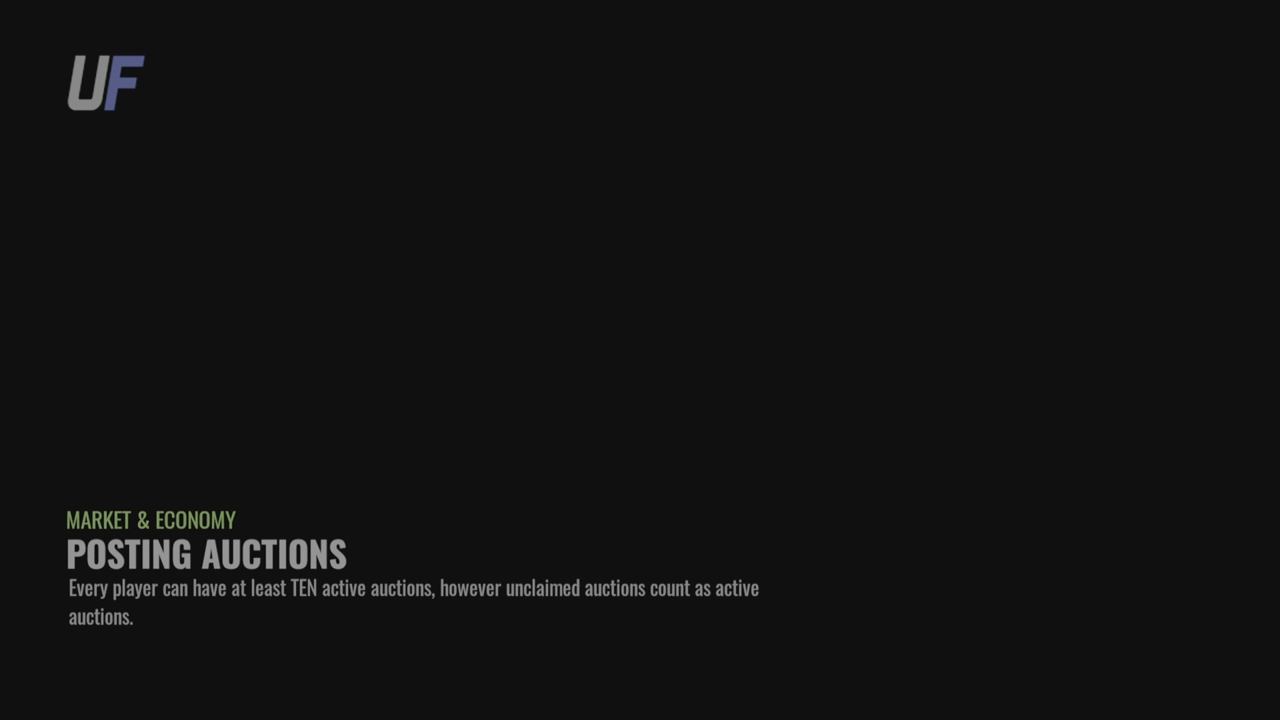 UF
MARKET & ECONOMY
POSTING AUCTIONS
Every player can have at least TEN active auctions, however unclaimed auctions count as active
auctions.